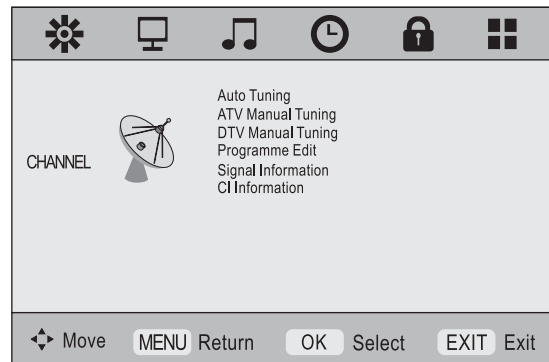 Auto Tuning
ATV Manual Tuning
DTV Manual Tuning
Programme Edit
CHANNEL
Signal Information
CI Information
Move MENU Return OK Select EXIT Exit